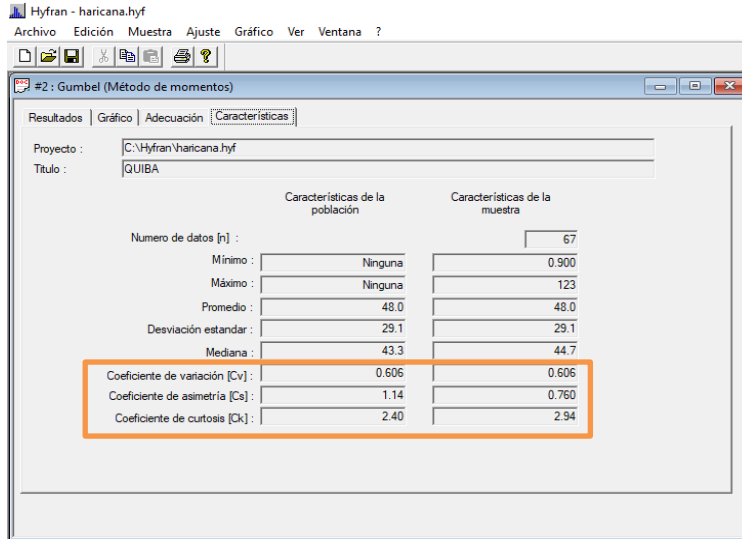 Hyfran - haricana.hyf
Archivo Edición Muestra Ajuste Gráfico Ver Ventana ?
#2 : Gumbel (Método de momentos)
Resultados Gráfico Adecuación Características
Proyecto : C:\Hyfran\haricana.hyf
Titulo : QUIBA
Características de la población Características de la muestra
Numero de datos [n] : 67
Mínimo : Ninguna 0.900
Máximo : Ninguna 123
Promedio : 48.0 48.0
Desviación estandar : 29.1 29.1
Mediana : 43.3 44.7
Coeficiente de variación [Cv] : 0.606 0.606
Coeficiente de asimetría [Cs] : 1.14 0.760
Coeficiente de curtosis [Ck] : 2.40 2.94